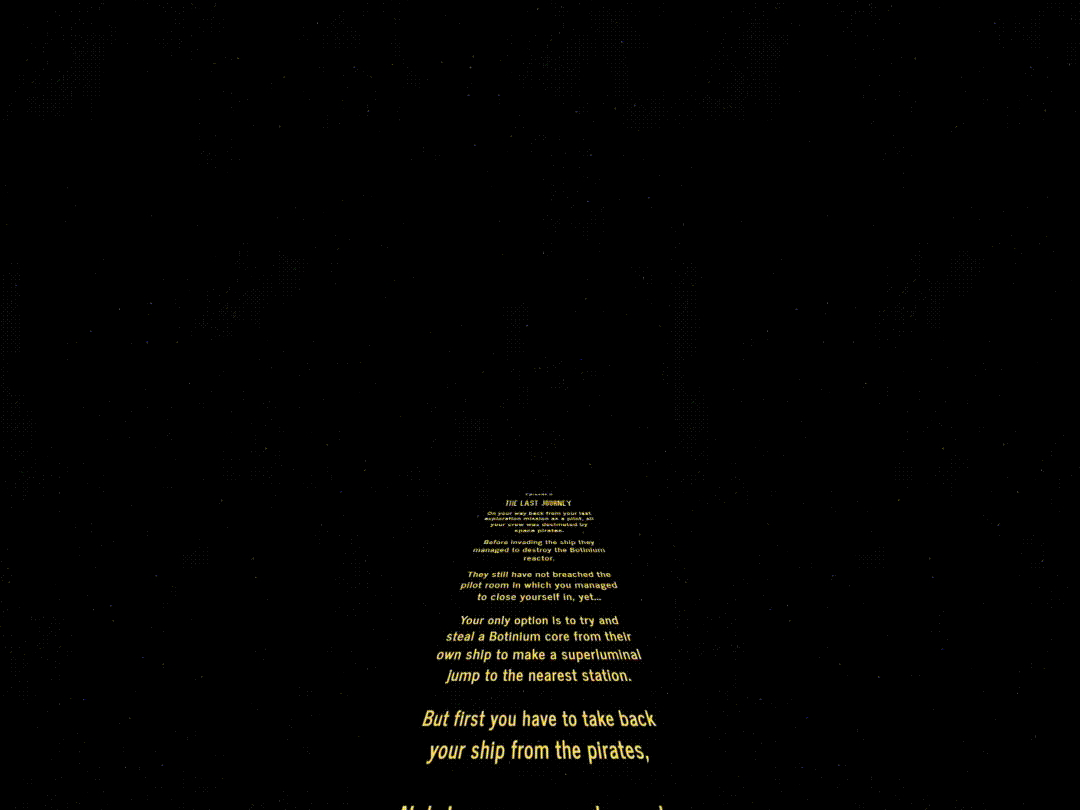 THE LAST JOURNEY
On your way back from your last
exploration mission as a pilot, all
your crew was decimated by
space pirates.
Before invading the ship they
managed to destroy the Botinium
reactor.
They still have not breached the
pilot room in which you managed
to close yourself in, yet...
Your only option is to try and
steal a Botinium core from their
own ship to make a superluminal
jump to the nearest station.
But first you have to take back
your ship from the pirates,